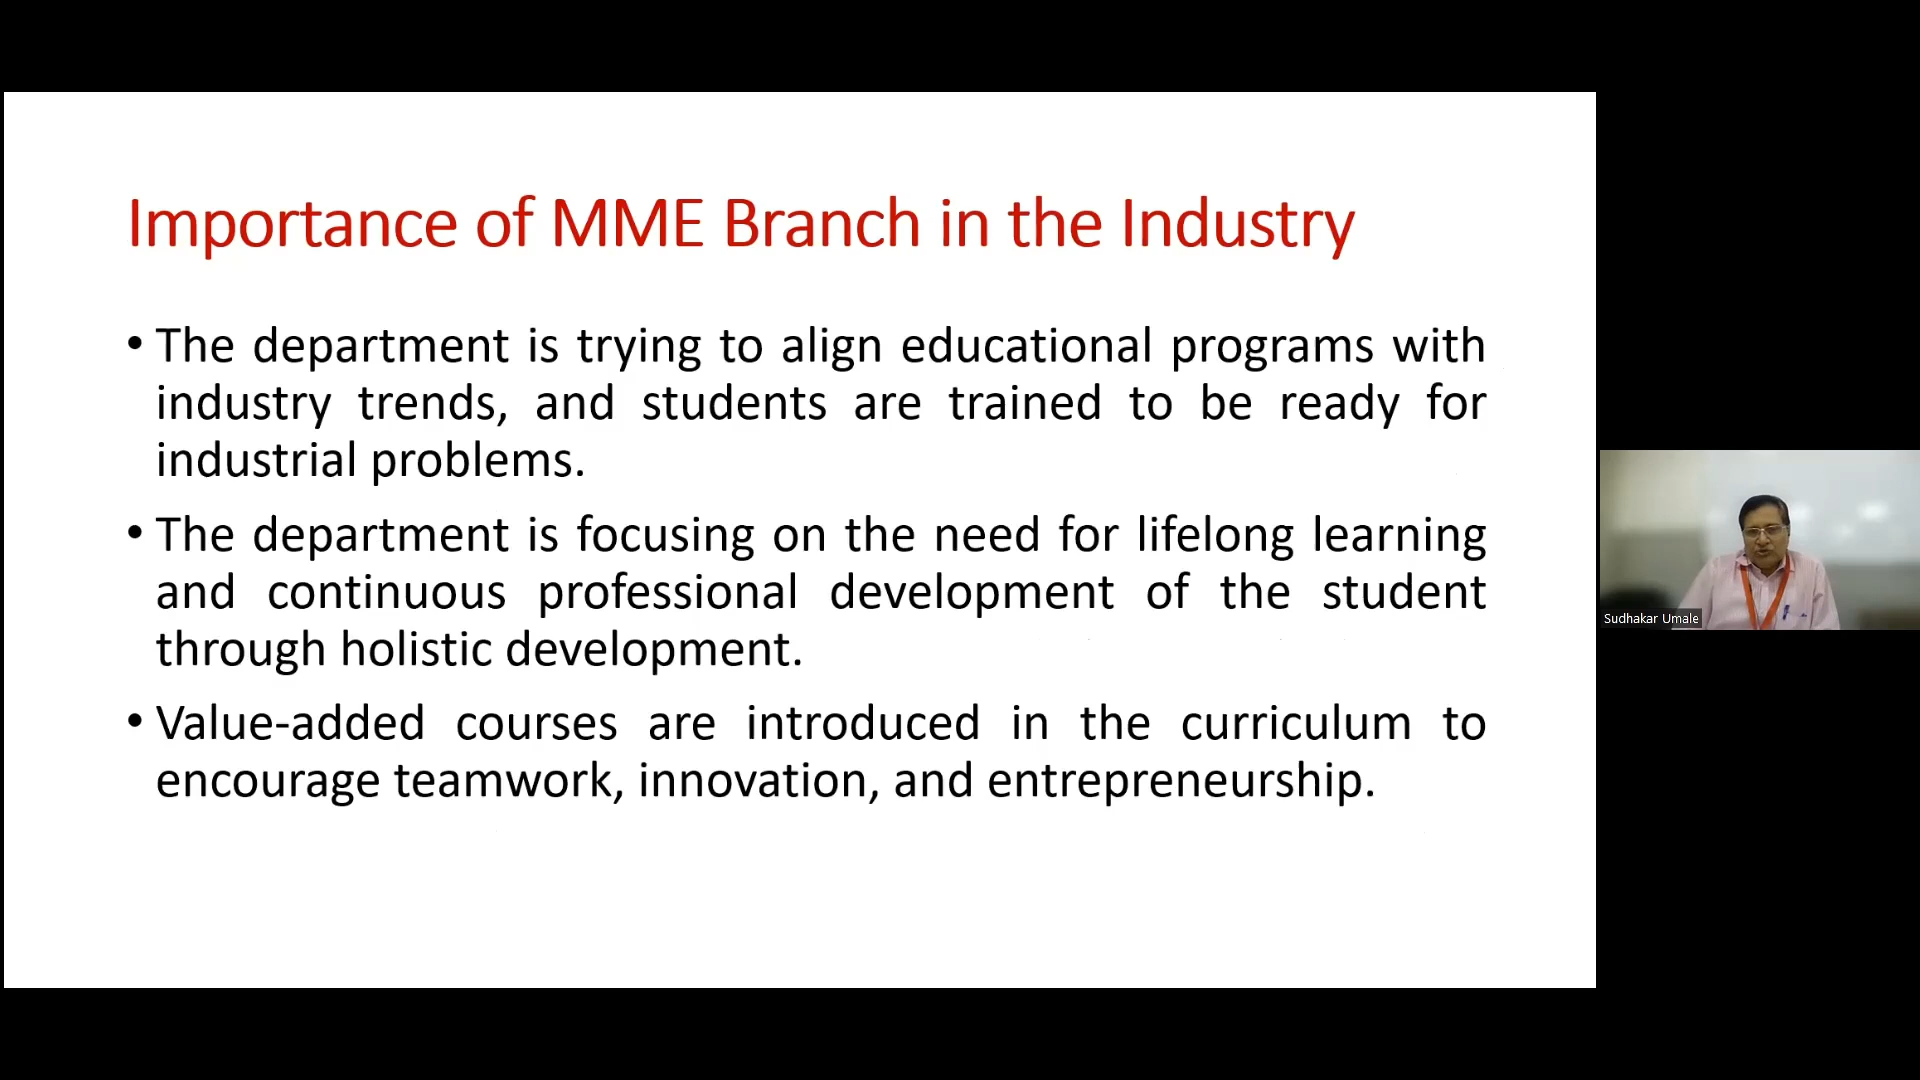 Importance of MME Branch in the Industry
• The department is trying to align educational programs with
industry trends, and students are trained to be ready for
industrial problems.
• The department is focusing on the need for lifelong learning
and continuous professional development of the student
through holistic development.
• Value-added courses are introduced in the curriculum to
encourage teamwork, innovation, and entrepreneurship.
Sudhakar Umale